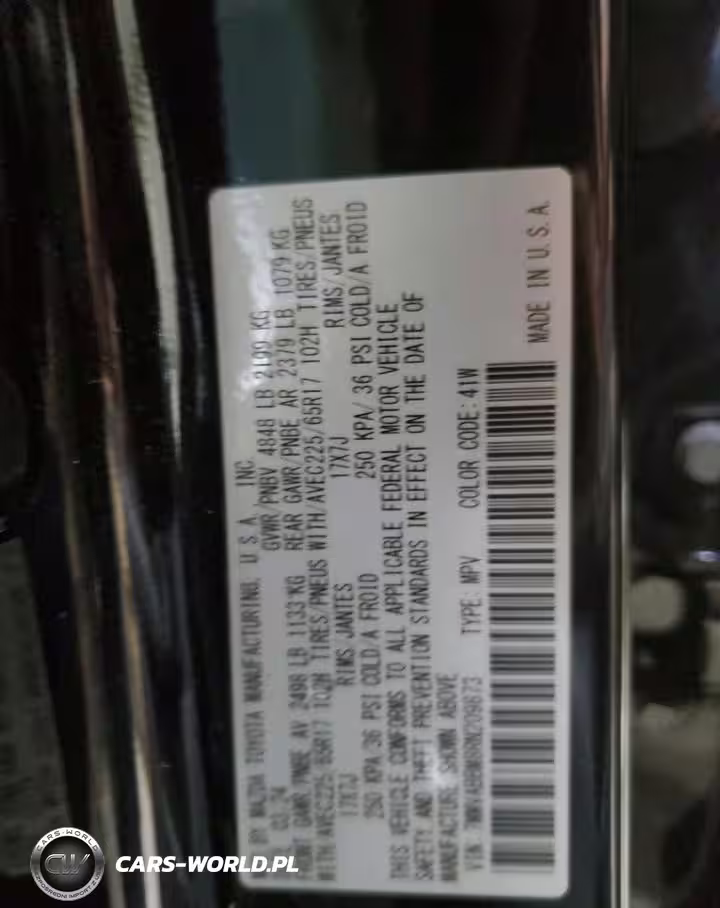 BY MAZDA TOYOTA MANUFACTURING, U.S.A., INC.
03/24 GVWR/PNBV 4848 LB 2199 KG
FRONT GAWR/PNBE AV 2498 LB 1133 KG REAR GAWR/PNBE AR 2379 LB 1079 KG
WITH/AVEC225/65R17 102H TIRES/PNEUS WITH/AVEC225/65R17 102H TIRES/PNEUS
17X7J RIMS JANTES 17X7J RIMS/JANTES
250 KPA/36 PSI COLD/A FROID 250 KPA/ 36 PSI COLD/A FROID
THIS VEHICLE CONFORMS TO ALL APPLICABLE FEDERAL MOTOR VEHICLE
SAFETY AND THEFT PREVENTION STANDARDS IN EFFECT ON THE DATE OF
MANUFACTURE SHOWN ABOVE
VIN: TYPE: MPV COLOR CODE: 41W
MADE IN U.S.A.
CARS-WORLD.PL
CARS-WORLD
CW